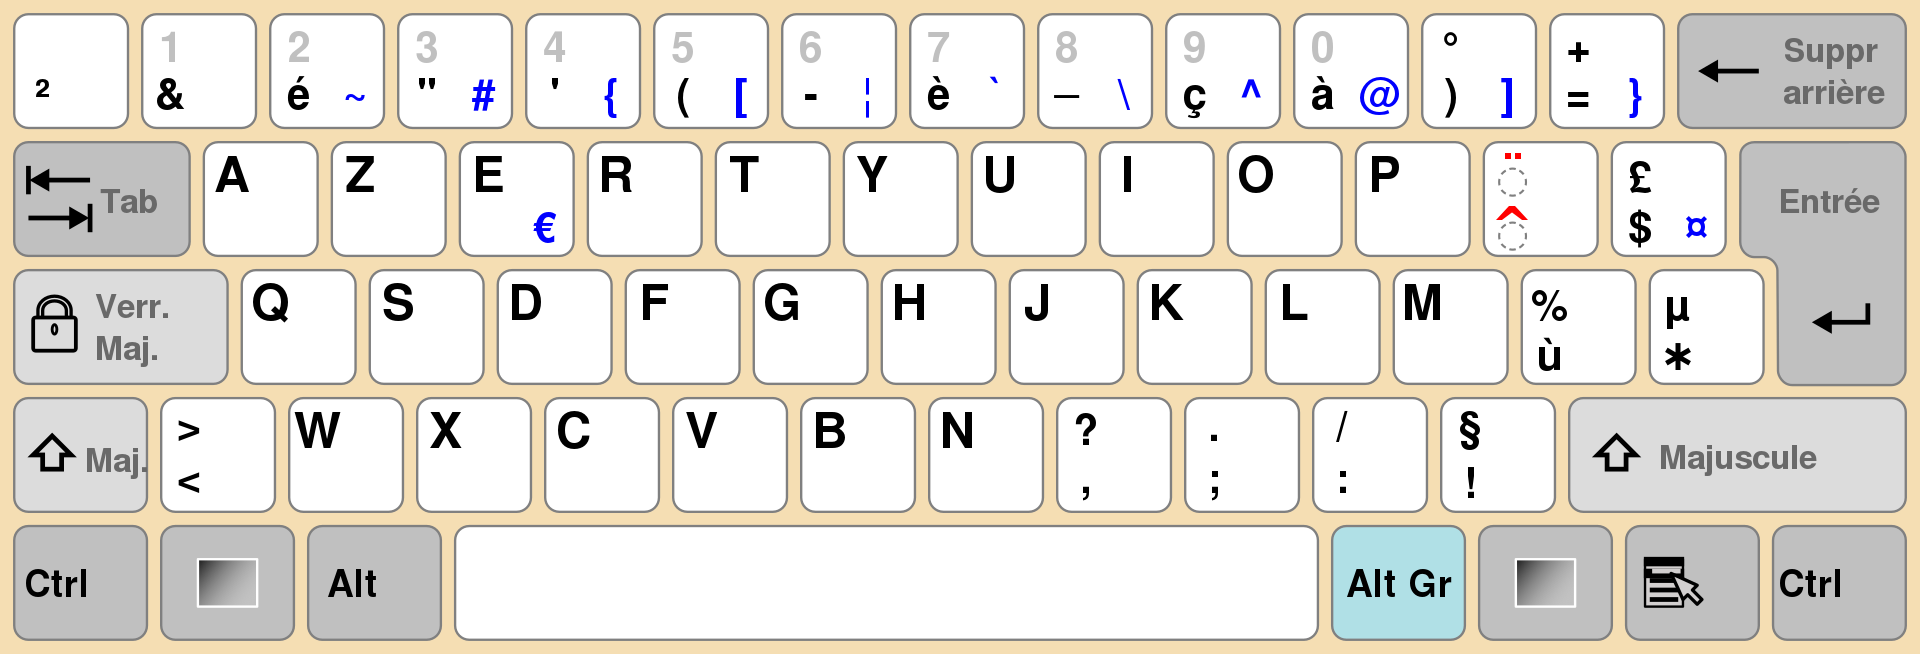 1 2 3 4 5 6 7 8 9 0 ° + Suppr
² & é ~ " # ' { ( [ - ¦ è ` _ \ ç ^ à @ ) ] = } arrière
A Z E R T Y U I O P ¨ £
Tab Entrée
€ ^ $ ¤
Q S D F G H J K L M % µ
Verr.
Maj. ù *
> W X C V B N ? . / §
Maj. Majuscule
< , ; : !
Ctrl Alt Alt Gr Ctrl